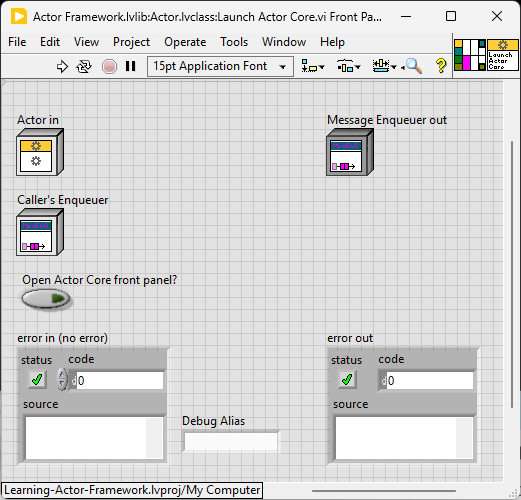 Actor Framework.lvlib:Actor.lvclass:Launch Actor Core.vi Front Pa...
File Edit View Project Operate Tools Window Help
15pt Application Font
?
Launch
Actor
Core
Actor in
Message Enqueuer out
Caller's Enqueuer
Open Actor Core front panel?
error in (no error)
error out
status code
status code
0
0
source
source
Debug Alias
Learning-Actor-Framework.lvproj/My Computer